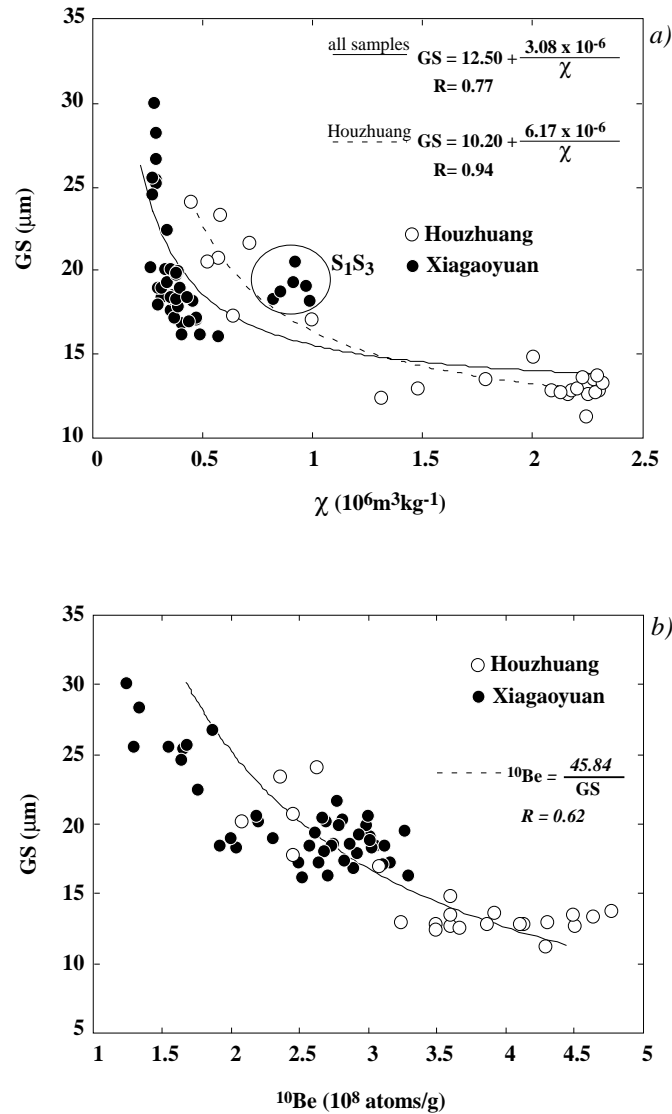 a)
35
30
25
20
15
10
GS (μm)
all samples GS = 12.50 + 3.08 x 10-6 / χ
R= 0.77
Houzhuang GS = 10.20 + 6.17 x 10-6 / χ
R= 0.94
Houzhuang
Xiagaoyuan
S1S3
0 0.5 1 1.5 2 2.5
χ (10⁶m³kg-¹)
b)
35
30
25
20
15
10
5
GS (μm)
Houzhuang
Xiagaoyuan
¹⁰Be = 45.84 / GS
R = 0.62
1 1.5 2 2.5 3 3.5 4 4.5 5
¹⁰Be (10⁸ atoms/g)